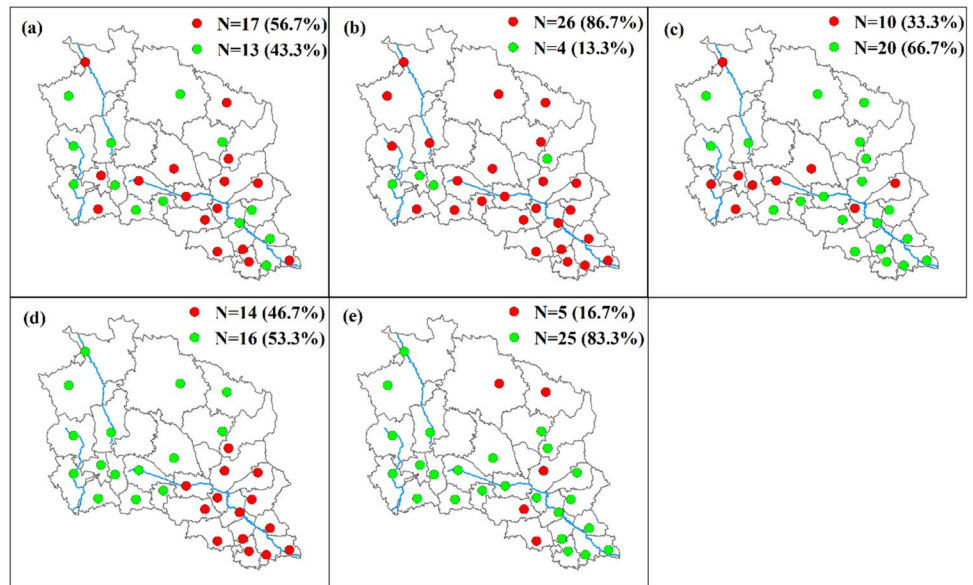 (a) N=17 (56.7%)
N=13 (43.3%)
(b) N=26 (86.7%)
N=4 (13.3%)
(c) N=10 (33.3%)
N=20 (66.7%)
(d) N=14 (46.7%)
N=16 (53.3%)
(e) N=5 (16.7%)
N=25 (83.3%)